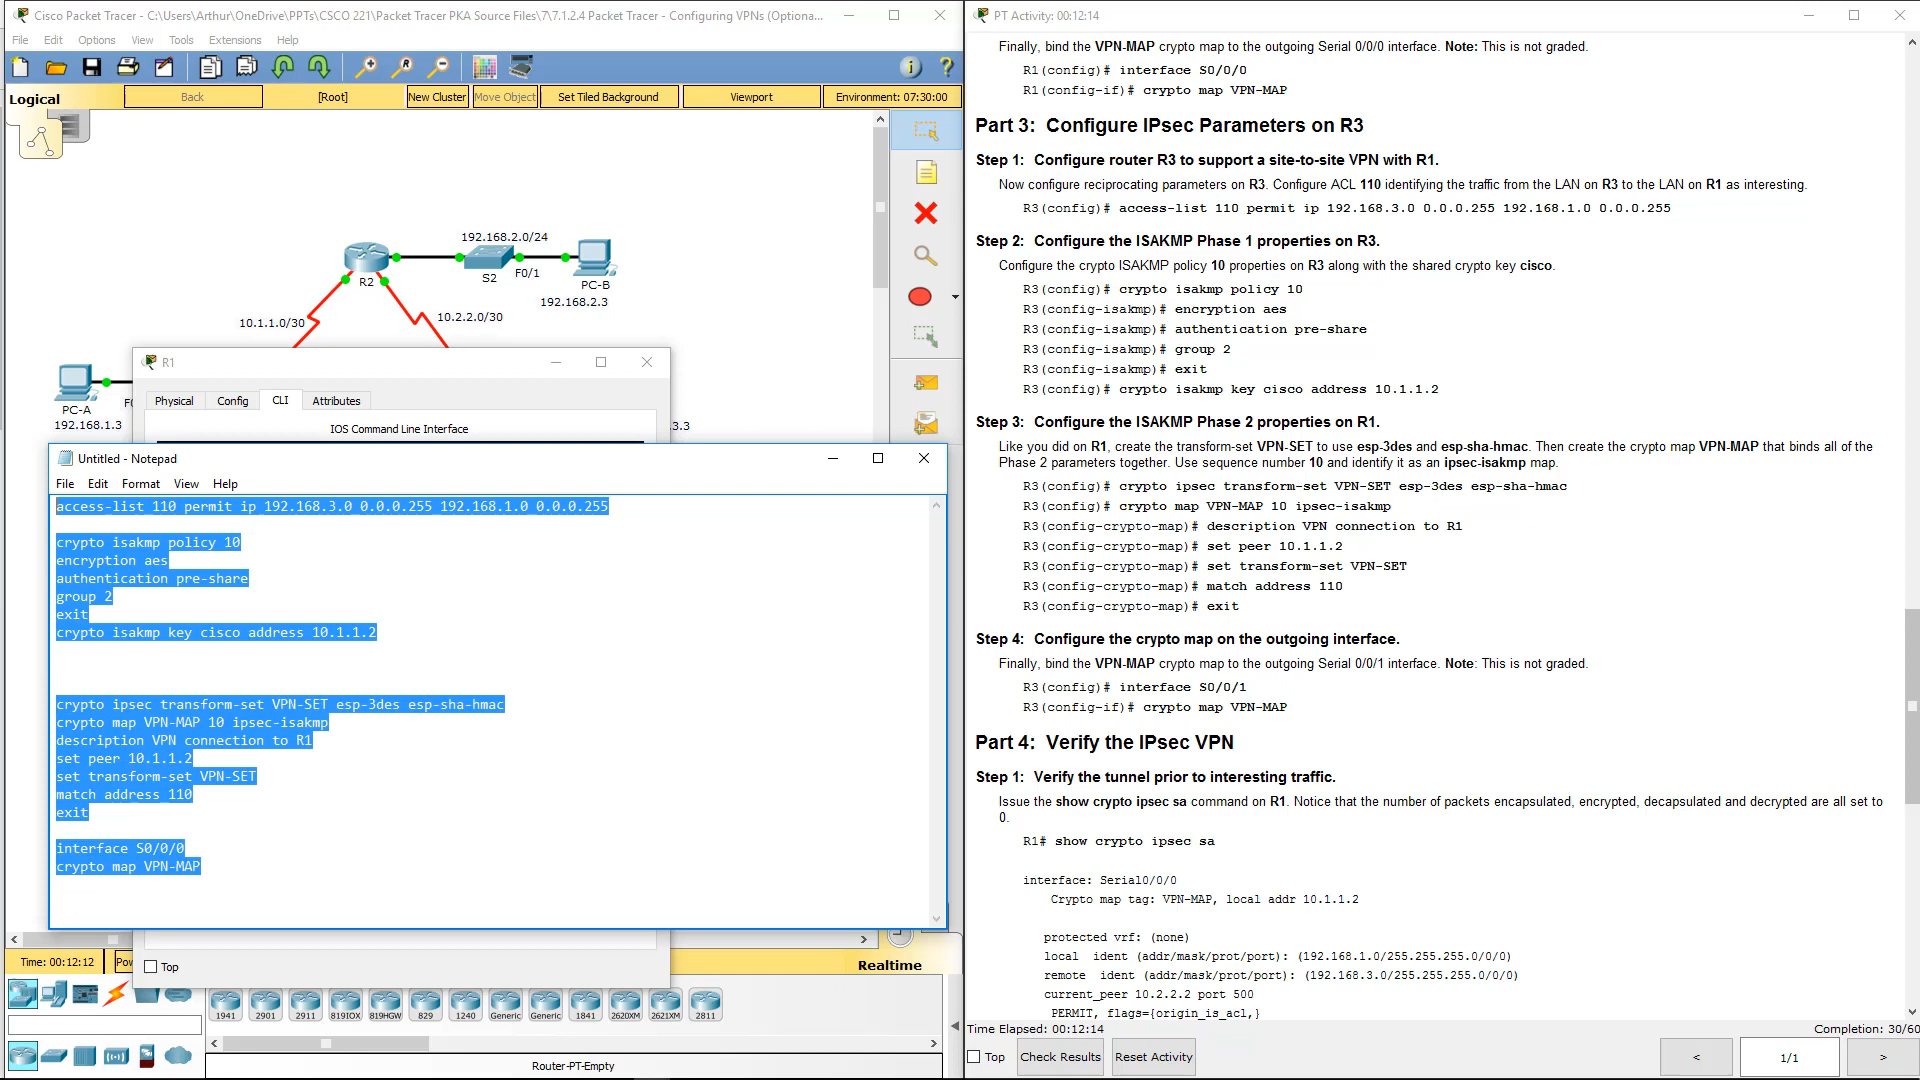 Cisco Packet Tracer - C:\Users\Arthur\OneDrive\PPTs\CSCO 221\Packet Tracer PKA Source Files\7\7.1.2.4 Packet Tracer - Configuring VPNs (Optiona...
File Edit Options View Tools Extensions Help
Logical
Back
[Root]
New Cluster
Move Object
Set Tiled Background
Viewport
Environment: 07:30:00
192.168.2.0/24
R2
S2
F0/1
PC-B
192.168.2.3
10.1.1.0/30
10.2.2.0/30
PC-A
192.168.1.3
.3.3
R1
Physical
Config
CLI
Attributes
IOS Command Line Interface
Untitled - Notepad
File Edit Format View Help
access-list 110 permit ip 192.168.3.0 0.0.0.255 192.168.1.0 0.0.0.255
crypto isakmp policy 10
encryption aes
authentication pre-share
group 2
exit
crypto isakmp key cisco address 10.1.1.2
crypto ipsec transform-set VPN-SET esp-3des esp-sha-hmac
crypto map VPN-MAP 10 ipsec-isakmp
description VPN connection to R1
set peer 10.1.1.2
set transform-set VPN-SET
match address 110
exit
interface S0/0/0
crypto map VPN-MAP
Top
Time: 00:12:12
Realtime
1941
2901
2911
819IOX
819HGW
829
1240
Generic
Generic
1841
2620XM
2621XM
2811
Router-PT-Empty
PT Activity: 00:12:14
Finally, bind the VPN-MAP crypto map to the outgoing Serial 0/0/0 interface. Note: This is not graded.
R1(config)# interface S0/0/0
R1(config-if)# crypto map VPN-MAP
Part 3: Configure IPsec Parameters on R3
Step 1: Configure router R3 to support a site-to-site VPN with R1.
Now configure reciprocating parameters on R3. Configure ACL 110 identifying the traffic from the LAN on R3 to the LAN on R1 as interesting.
R3(config)# access-list 110 permit ip 192.168.3.0 0.0.0.255 192.168.1.0 0.0.0.255
Step 2: Configure the ISAKMP Phase 1 properties on R3.
Configure the crypto ISAKMP policy 10 properties on R3 along with the shared crypto key cisco.
R3(config)# crypto isakmp policy 10
R3(config-isakmp)# encryption aes
R3(config-isakmp)# authentication pre-share
R3(config-isakmp)# group 2
R3(config-isakmp)# exit
R3(config)# crypto isakmp key cisco address 10.1.1.2
Step 3: Configure the ISAKMP Phase 2 properties on R1.
Like you did on R1, create the transform-set VPN-SET to use esp-3des and esp-sha-hmac. Then create the crypto map VPN-MAP that binds all of the
Phase 2 parameters together. Use sequence number 10 and identify it as an ipsec-isakmp map.
R3(config)# crypto ipsec transform-set VPN-SET esp-3des esp-sha-hmac
R3(config)# crypto map VPN-MAP 10 ipsec-isakmp
R3(config-crypto-map)# description VPN connection to R1
R3(config-crypto-map)# set peer 10.1.1.2
R3(config-crypto-map)# set transform-set VPN-SET
R3(config-crypto-map)# match address 110
R3(config-crypto-map)# exit
Step 4: Configure the crypto map on the outgoing interface.
Finally, bind the VPN-MAP crypto map to the outgoing Serial 0/0/1 interface. Note: This is not graded.
R3(config)# interface S0/0/1
R3(config-if)# crypto map VPN-MAP
Part 4: Verify the IPsec VPN
Step 1: Verify the tunnel prior to interesting traffic.
Issue the show crypto ipsec sa command on R1. Notice that the number of packets encapsulated, encrypted, decapsulated and decrypted are all set to
0.
R1# show crypto ipsec sa
interface: Serial0/0/0
Crypto map tag: VPN-MAP, local addr 10.1.1.2
protected vrf: (none)
local ident (addr/mask/prot/port): (192.168.1.0/255.255.255.0/0/0)
remote ident (addr/mask/prot/port): (192.168.3.0/255.255.255.0/0/0)
current_peer 10.2.2.2 port 500
PERMIT, flags={origin_is_acl,}
Time Elapsed: 00:12:14
Completion: 30/60
Top
Check Results
Reset Activity
<
1/1
>